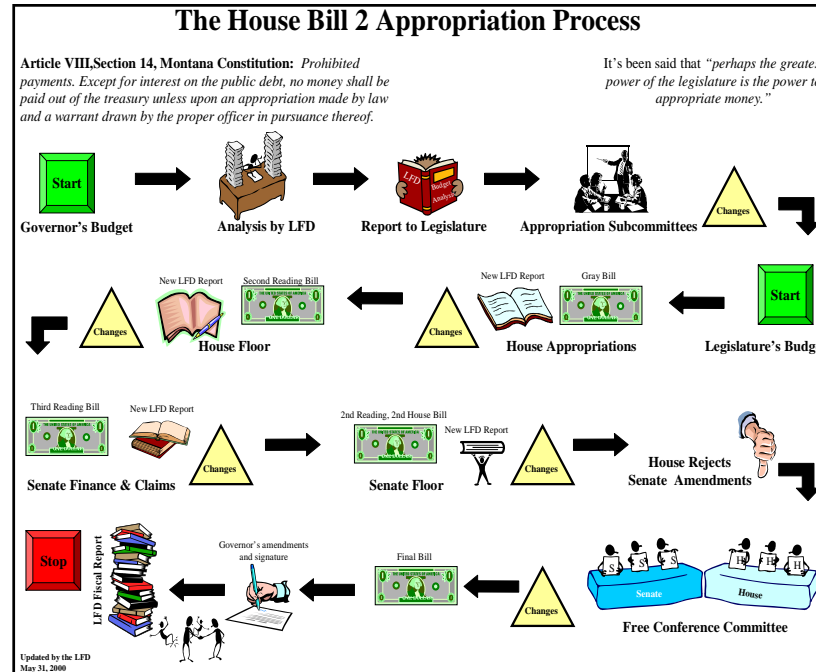 The House Bill 2 Appropriation Process
Article VIII,Section 14, Montana Constitution: Prohibited
payments. Except for interest on the public debt, no money shall be
paid out of the treasury unless upon an appropriation made by law
and a warrant drawn by the proper officer in pursuance thereof.
It's been said that "perhaps the greates
power of the legislature is the power to
appropriate money."
Start
Governor's Budget
Analysis by LFD
LFD
Budget
Analysis
Report to Legislature
Appropriation Subcommittees
Changes
Changes
New LFD Report
Second Reading Bill
House Floor
Changes
New LFD Report
Gray Bill
House Appropriations
Start
Legislature's Budg
Third Reading Bill
New LFD Report
Senate Finance & Claims
Changes
2nd Reading, 2nd House Bill
New LFD Report
Senate Floor
Changes
House Rejects
Senate Amendments
Stop
LFD Fiscal Report
Governor's amendments
and signature
Final Bill
Changes
S S S H H H
Senate
House
Free Conference Committee
Updated by the LFD
May 31, 2000